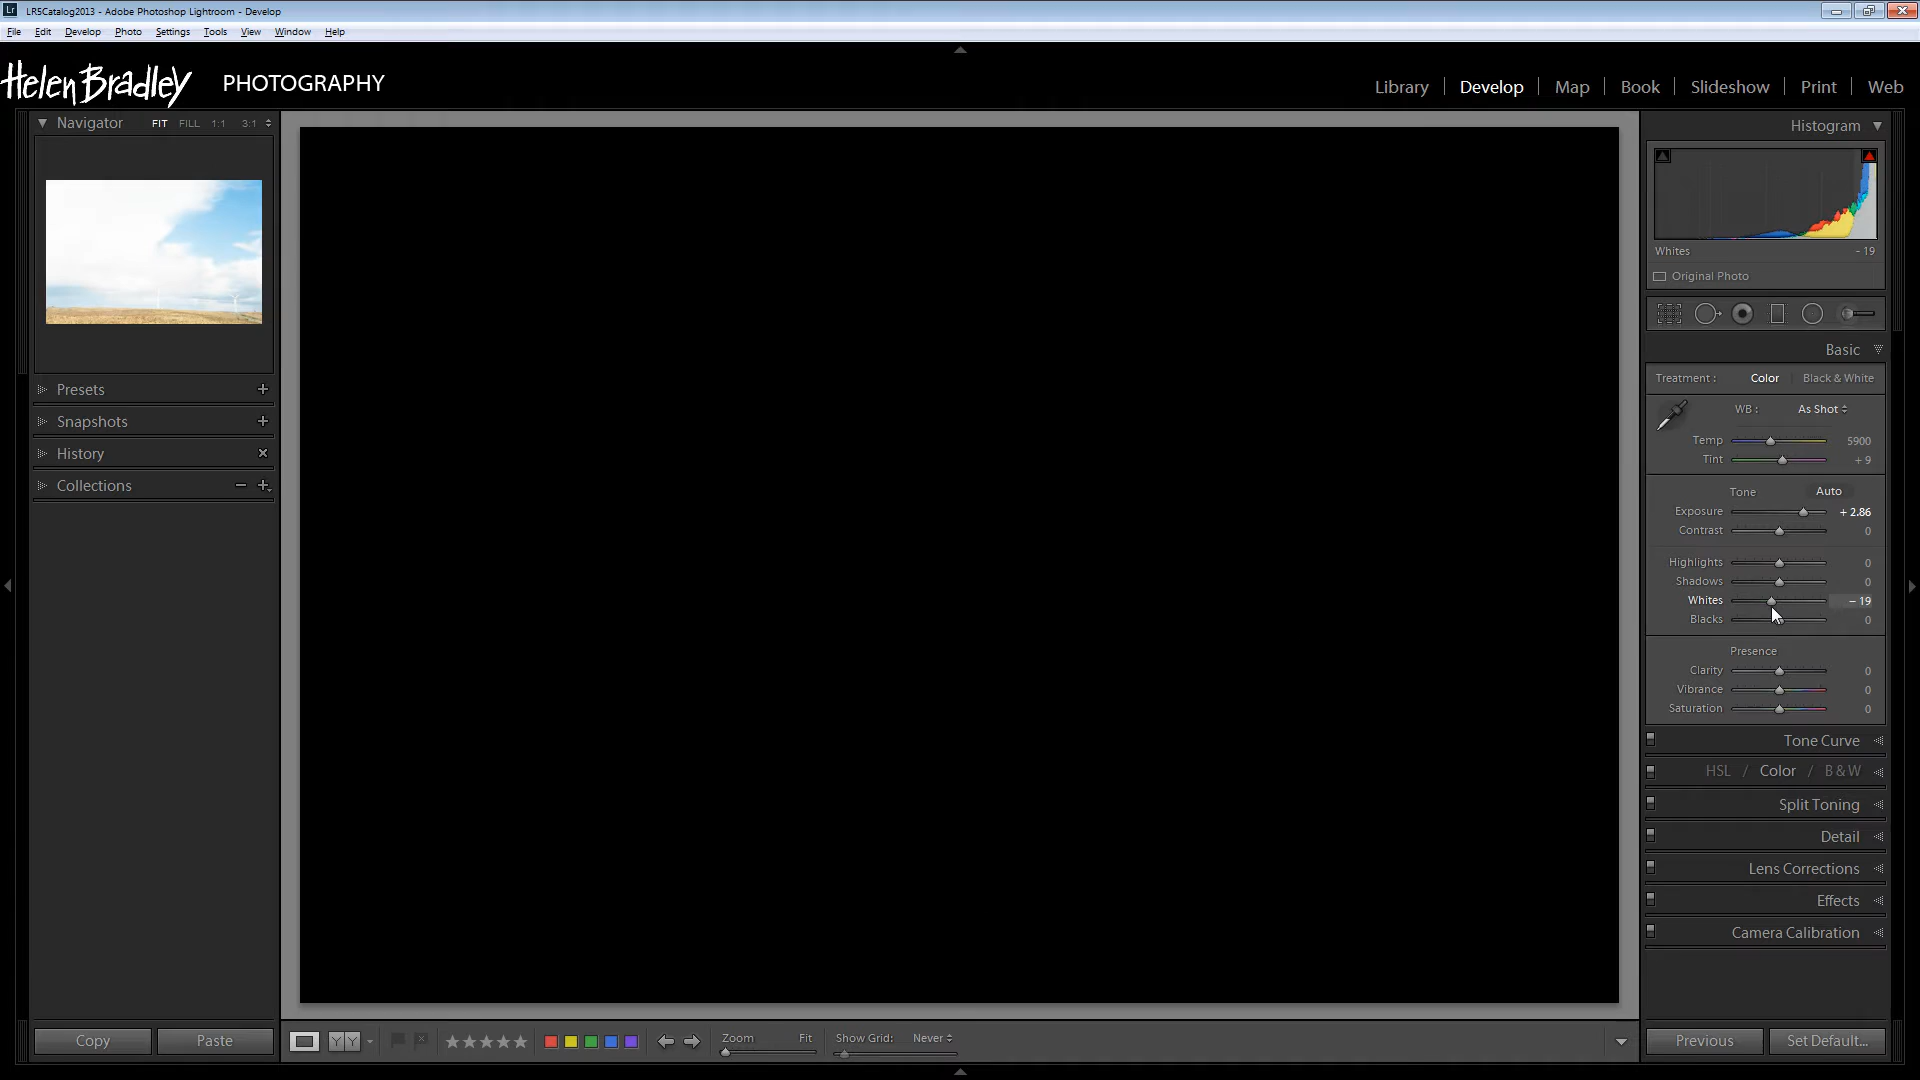 LR5Catalog2013 - Adobe Photoshop Lightroom - Develop
File Edit Develop Photo Settings Tools View Window Help
Helen Bradley PHOTOGRAPHY
Library Develop Map Book Slideshow Print Web
Navigator FIT FILL 1:1 3:1
Histogram
Whites - 19
Original Photo
Basic
Treatment : Color Black & White
WB : As Shot
Temp 5900
Tint + 9
Tone Auto
Exposure + 2.86
Contrast 0
Highlights 0
Shadows 0
Whites - 19
Blacks 0
Presence
Clarity 0
Vibrance 0
Saturation 0
Tone Curve
HSL / Color / B & W
Split Toning
Detail
Lens Corrections
Effects
Camera Calibration
Presets
Snapshots
History
Collections
Copy Paste
Zoom Fit Show Grid: Never
Previous Set Default...